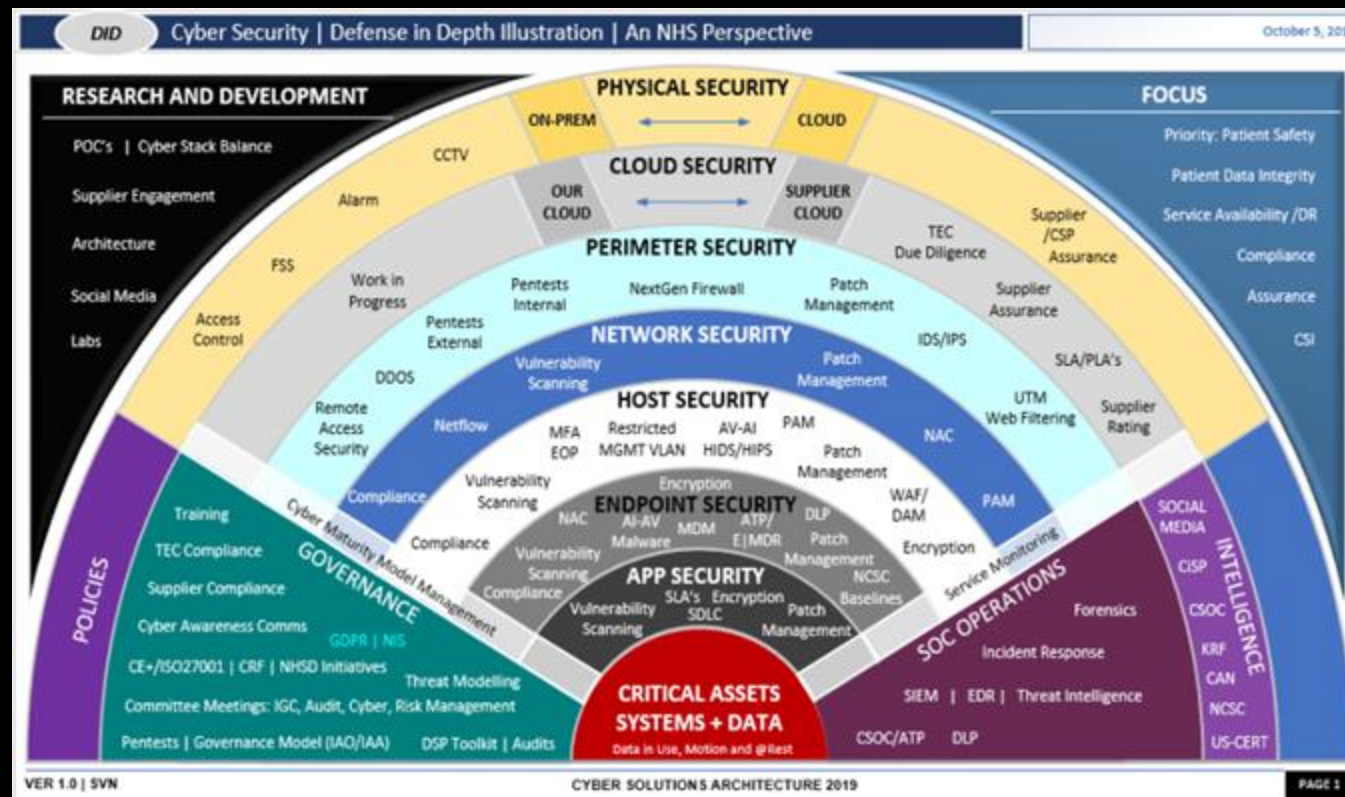 DID
Cyber Security | Defense in Depth Illustration | An NHS Perspective
October 5, 201
RESEARCH AND DEVELOPMENT
POC's | Cyber Stack Balance
Supplier Engagement
Architecture
Social Media
Labs
FOCUS
Priority: Patient Safety
Patient Data Integrity
Service Availability /DR
Compliance
Assurance
CSI
PHYSICAL SECURITY
ON-PREM
CLOUD
CCTV
Alarm
FSS
Access
Control
Supplier
/CSP
Assurance
CLOUD SECURITY
OUR
CLOUD
SUPPLIER
CLOUD
Work in
Progress
TEC
Due Diligence
Supplier
Assurance
SLA/PLA's
Supplier
Rating
PERIMETER SECURITY
Pentests
Internal
NextGen Firewall
Patch
Management
Pentests
External
IDS/IPS
DDOS
UTM
Web Filtering
Remote
Access
Security
NETWORK SECURITY
Vulnerability
Scanning
Patch
Management
Netflow
NAC
Compliance
PAM
HOST SECURITY
MFA
EOP
Restricted
MGMT VLAN
AV-AI
HIDS/HIPS
PAM
Patch
Management
Vulnerability
Scanning
WAF/
DAM
Compliance
Encryption
Encryption
ENDPOINT SECURITY
NAC
AI-AV
Malware
MDM
ATP/
E|MDR
DLP
Patch
Management
Vulnerability
Scanning
NCSC
Baselines
Compliance
APP SECURITY
SLA's
Encryption
SDLC
Vulnerability
Scanning
Patch
Management
CRITICAL ASSETS
SYSTEMS + DATA
Data in Use, Motion and @Rest
Cyber Maturity Model Management
Service Monitoring
POLICIES
GOVERNANCE
Training
TEC Compliance
Supplier Compliance
Cyber Awareness Comms
GDPR | NIS
CE+/ISO27001 | CRF | NHSD Initiatives
Threat Modelling
Committee Meetings: IGC, Audit, Cyber, Risk Management
Pentests | Governance Model (IAO/IAA)
DSP Toolkit | Audits
SOC OPERATIONS
Forensics
Incident Response
SIEM | EDR | Threat Intelligence
CSOC/ATP
DLP
INTELLIGENCE
SOCIAL
MEDIA
CiSP
CSOC
KRF
CAN
NCSC
US-CERT
VER 1.0 | SVN
CYBER SOLUTIONS ARCHITECTURE 2019
PAGE 1